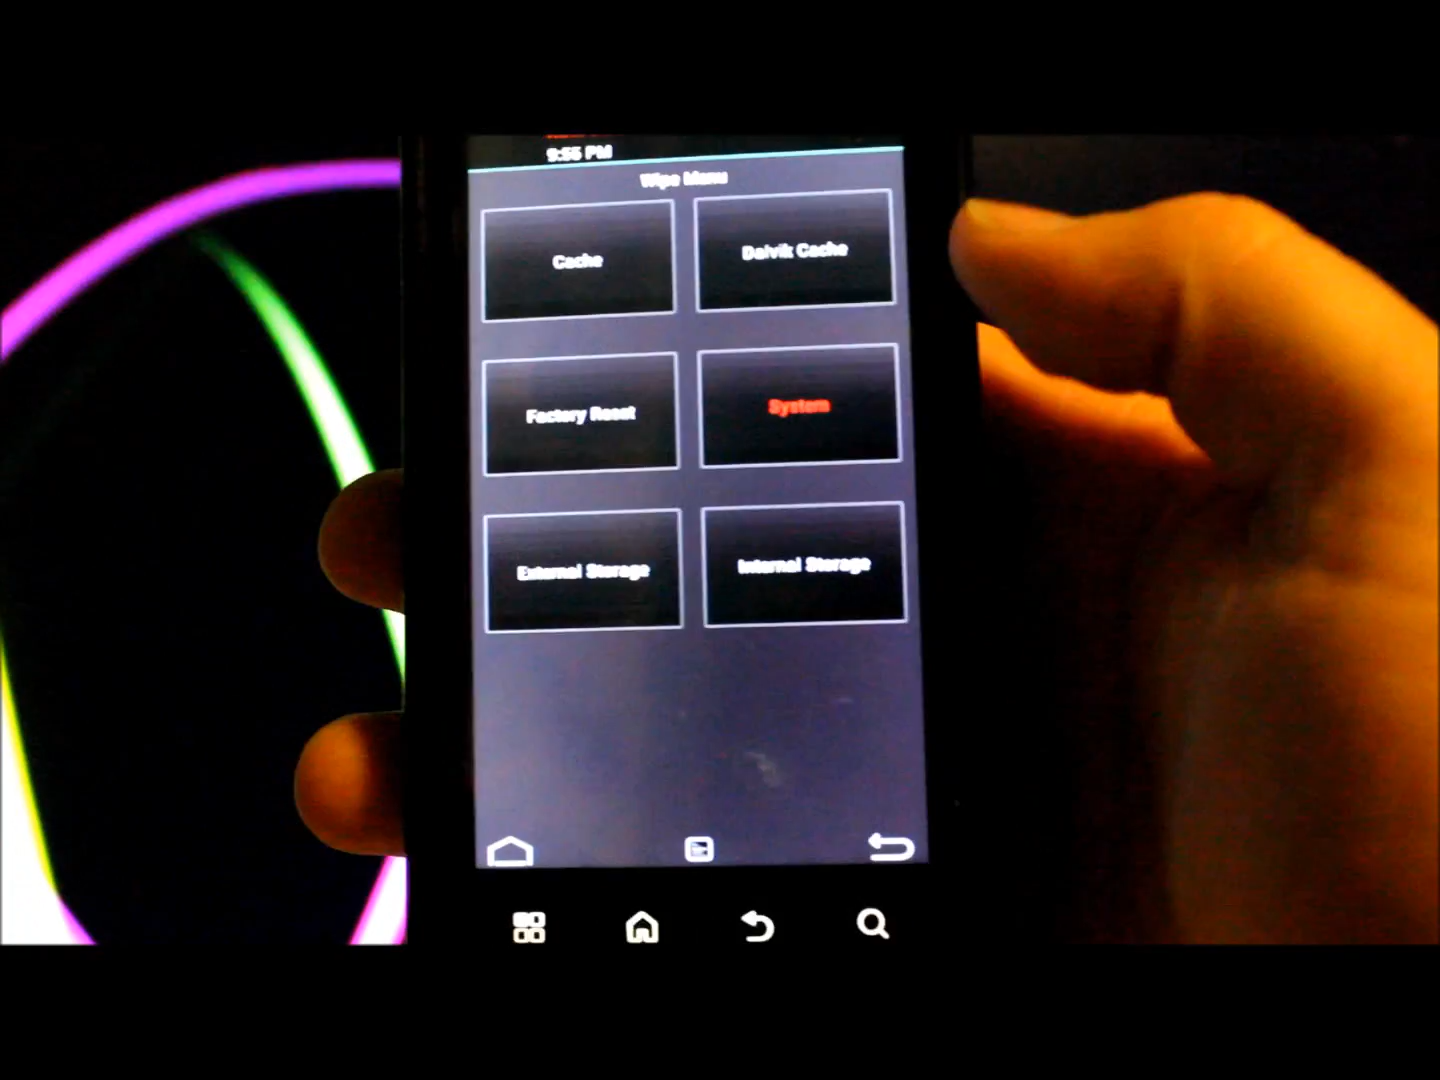 9:55 PM
Wipe Menu
Cache
Dalvik Cache
Factory Reset
System
External Storage
Internal Storage